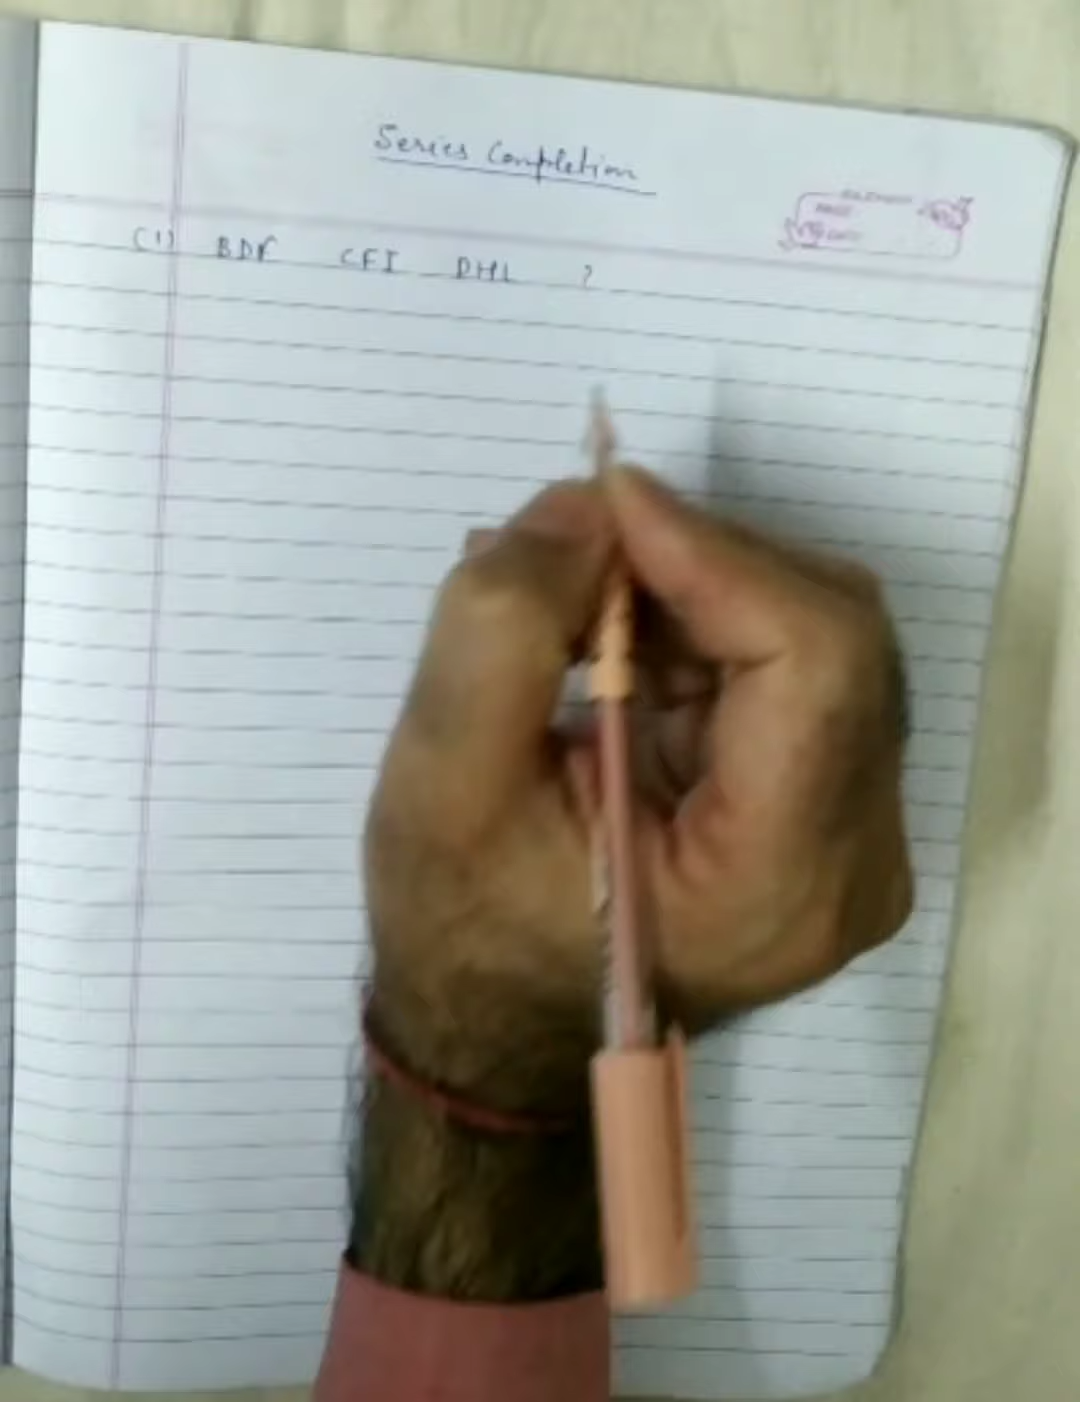 Series Completion
(1) BDF CFI DHL ?